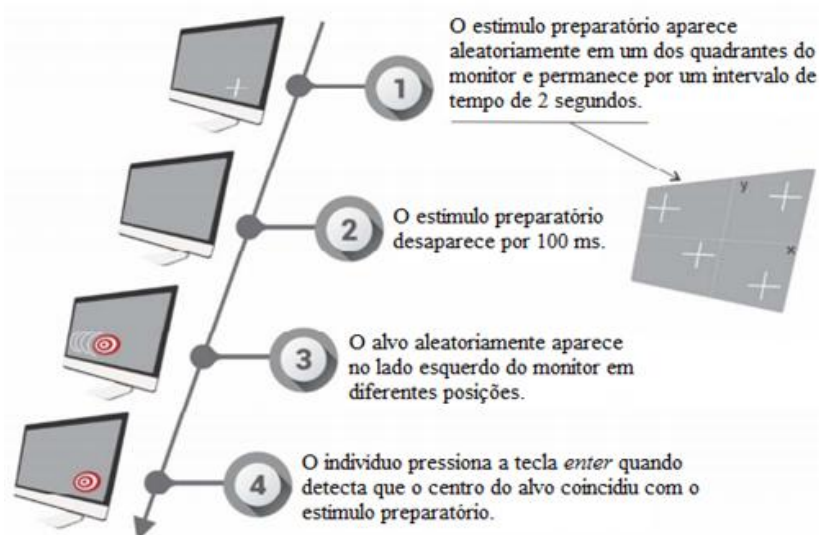 O estímulo preparatório aparece
aleatoriamente em um dos quadrantes do
monitor e permanece por um intervalo de
tempo de 2 segundos.
1
y
x
2
O estímulo preparatório
desaparece por 100 ms.
3
O alvo aleatoriamente aparece
no lado esquerdo do monitor em
diferentes posições.
4
O individuo pressiona a tecla enter quando
detecta que o centro do alvo coincidiu com o
estímulo preparatório.